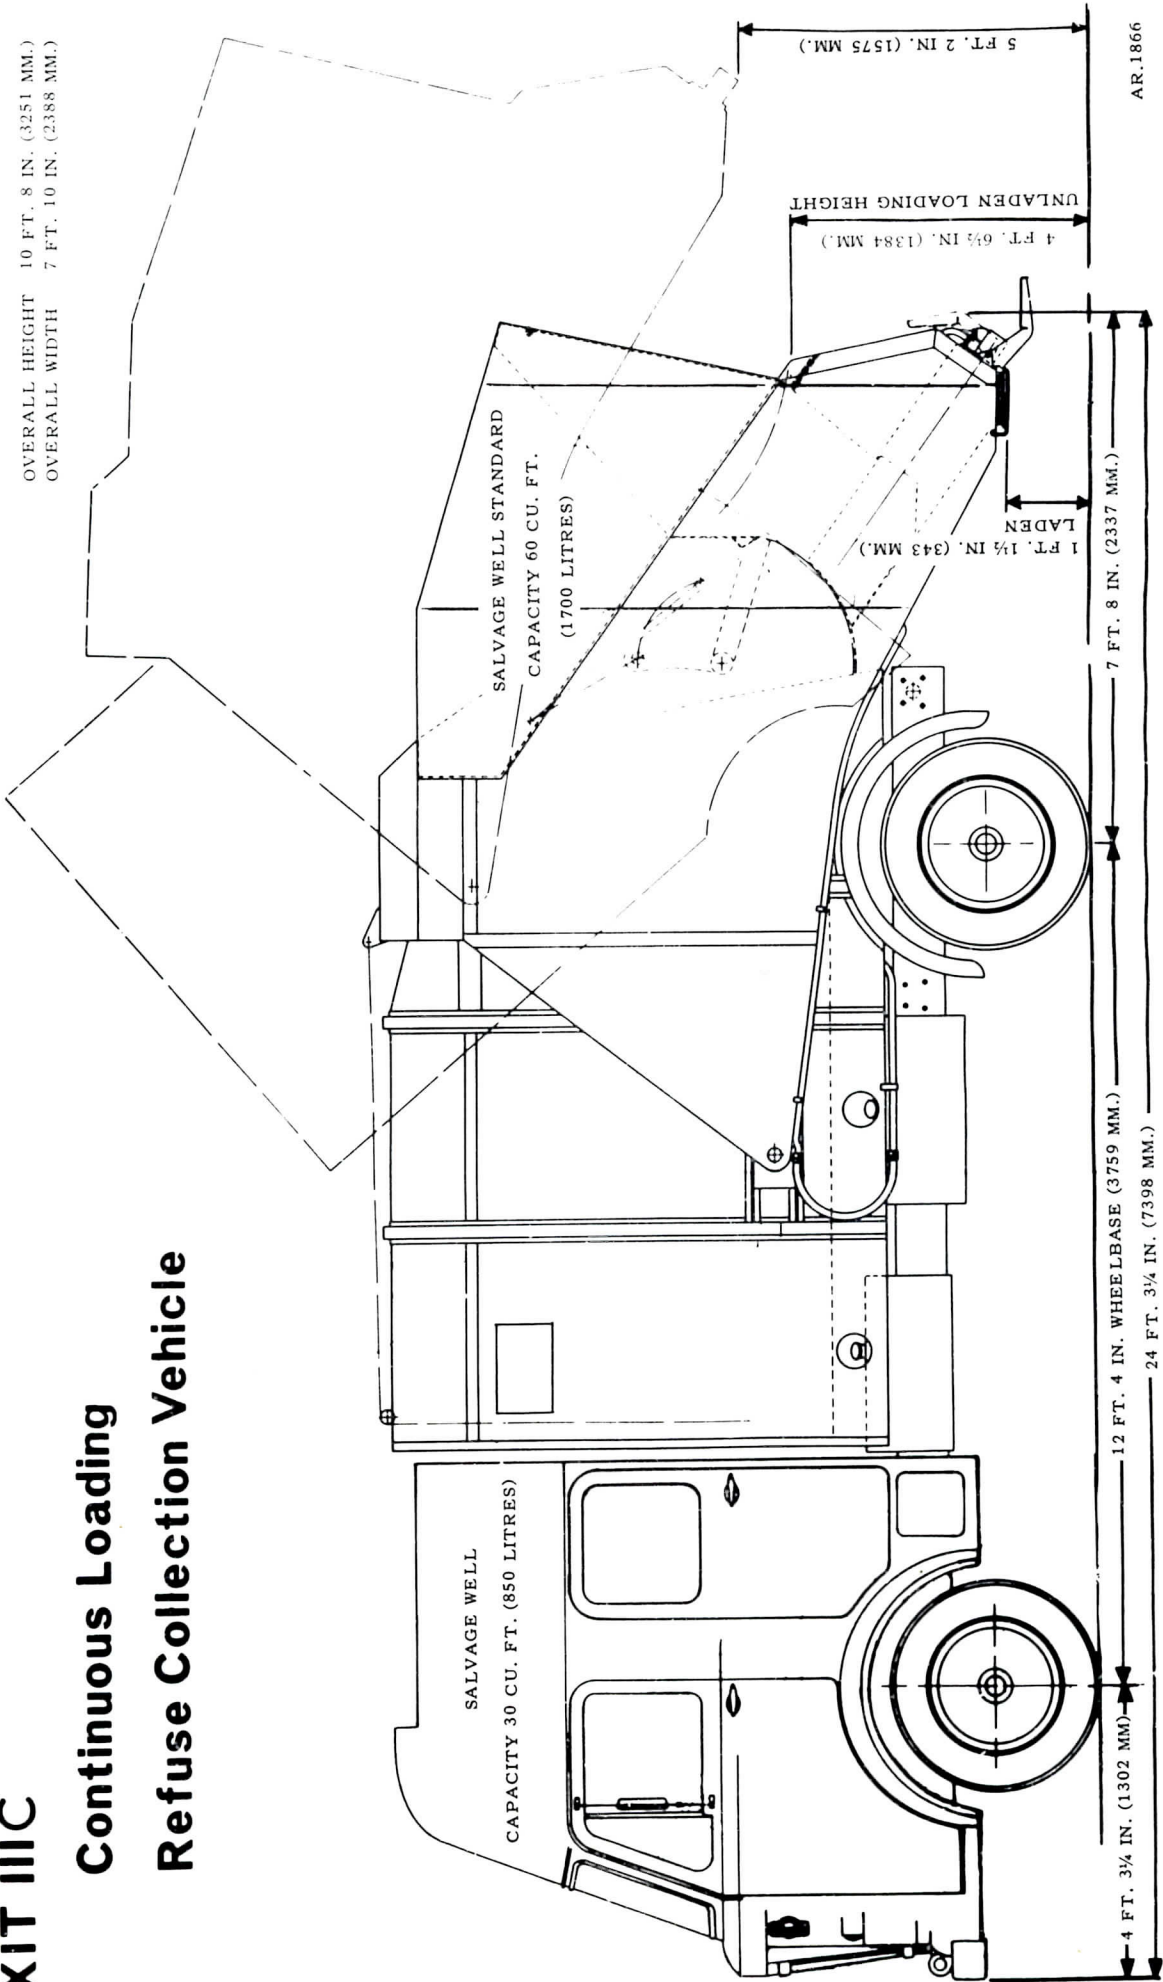 XIT IIIC
Continuous Loading
Refuse Collection Vehicle
OVERALL HEIGHT 10 FT. 8 IN. (3251 MM.)
OVERALL WIDTH 7 FT. 10 IN. (2388 MM.)
SALVAGE WELL
CAPACITY 30 CU. FT. (850 LITRES)
SALVAGE WELL STANDARD
CAPACITY 60 CU. FT.
(1700 LITRES)
5 FT. 2 IN. (1575 MM.)
UNLADEN LOADING HEIGHT
4 FT. 6½ IN. (1384 MM.)
LADEN
1 FT. 1½ IN. (343 MM.)
4 FT. 3¼ IN. (1302 MM)
12 FT. 4 IN. WHEELBASE (3759 MM.)
7 FT. 8 IN. (2337 MM.)
24 FT. 3¼ IN. (7398 MM.)
AR.1866